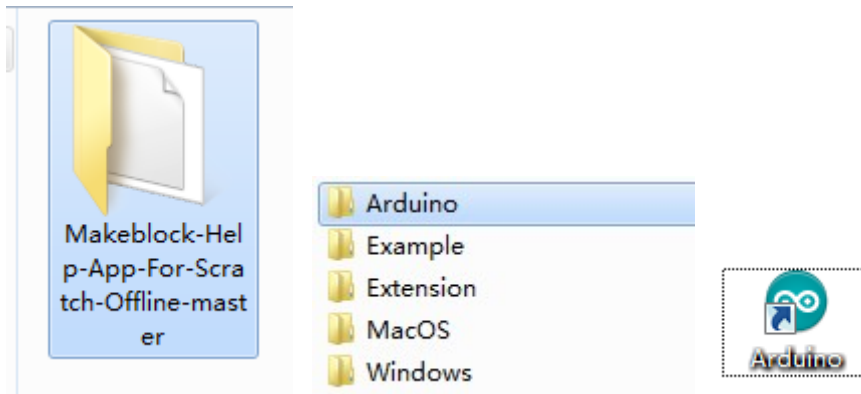 Makeblock-Hel
p-App-For-Scra
tch-Offline-mast
er
Arduino
Example
Extension
MacOS
Windows
Arduino